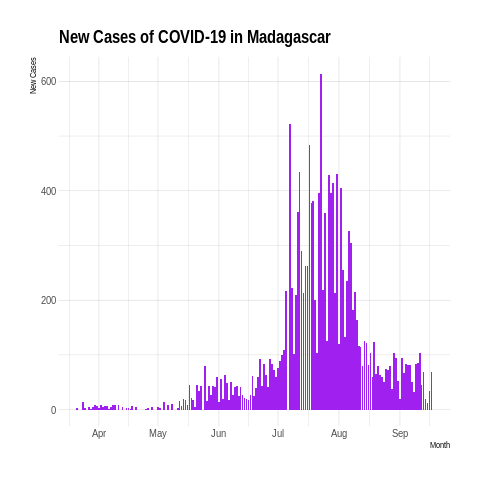 New Cases of COVID-19 in Madagascar
New Cases
600
400
200
0
Apr May Jun Jul Aug Sep
Month